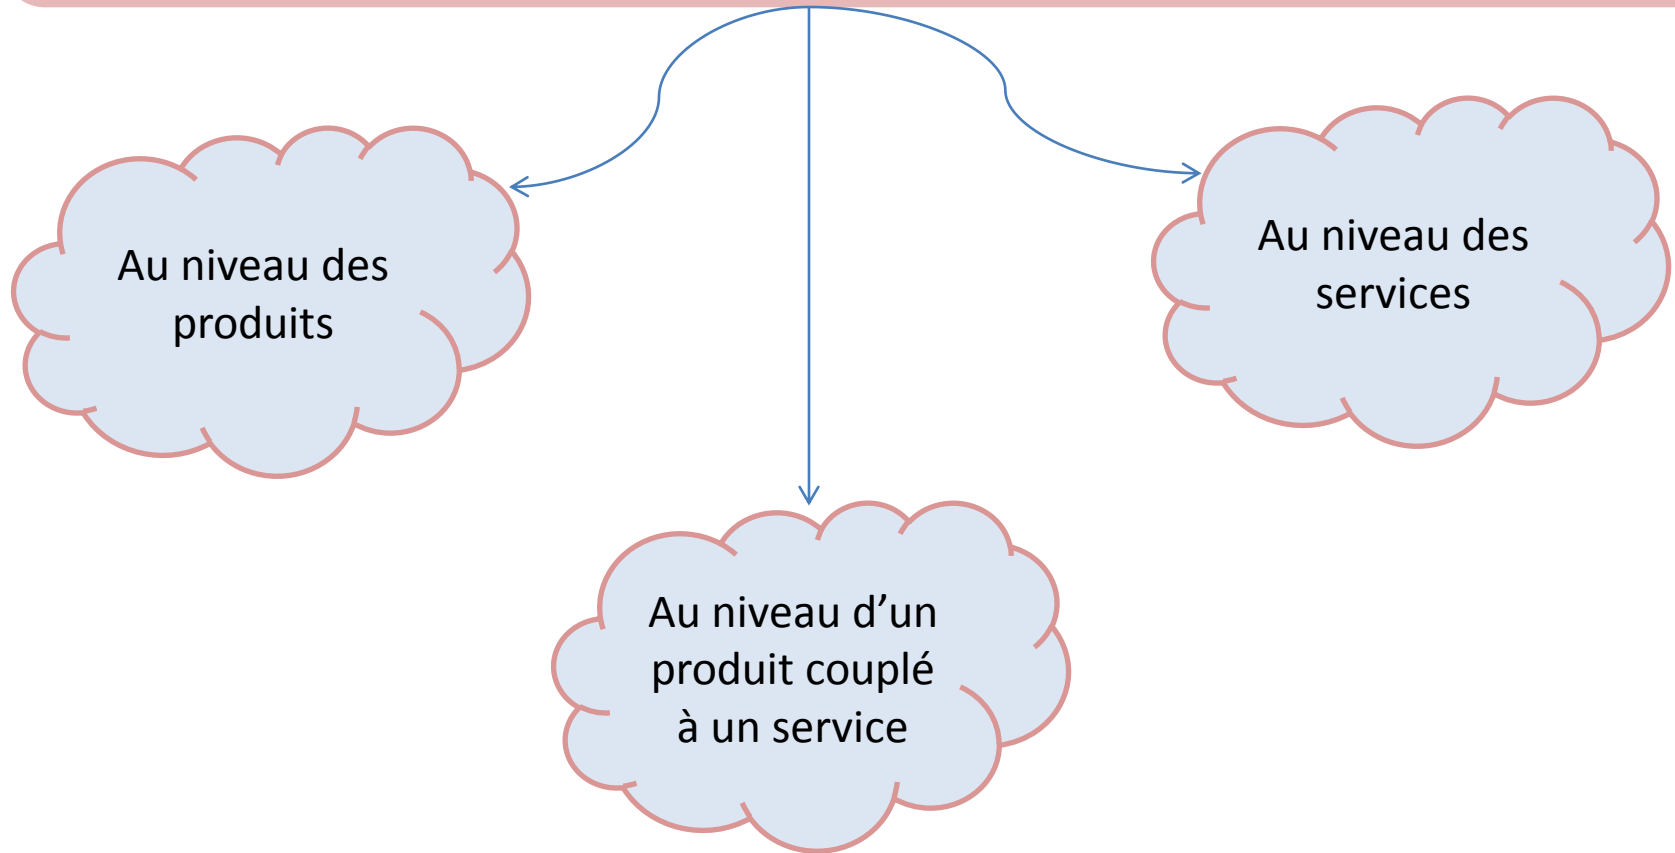 Au niveau des
produits
Au niveau des
services
Au niveau d’un
produit couplé
à un service